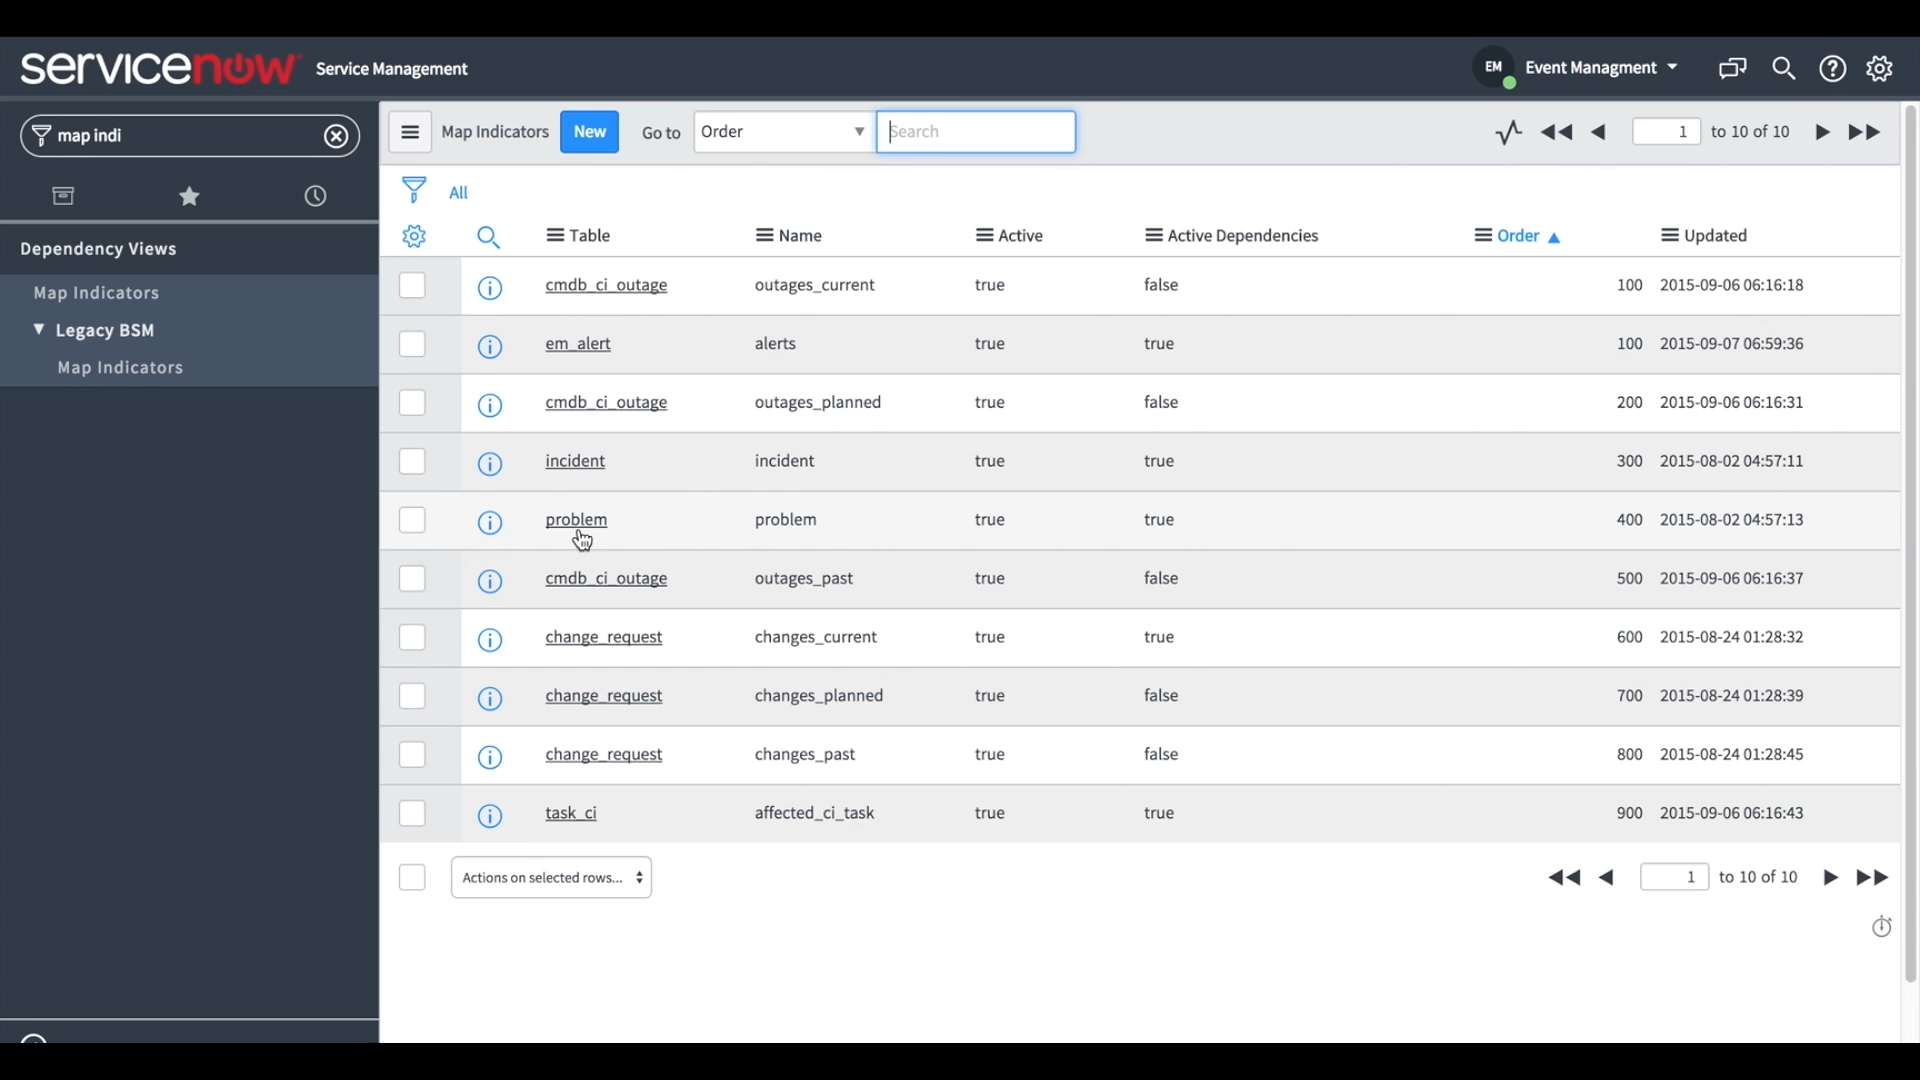 servicenow Service Management EM Event Managment
map indi
Map Indicators New Go to Order Search 1 to 10 of 10
All
Table Name Active Active Dependencies Order Updated
Dependency Views
Map Indicators
Legacy BSM
Map Indicators
cmdb_ci_outage outages_current true false 100 2015-09-06 06:16:18
em_alert alerts true true 100 2015-09-07 06:59:36
cmdb_ci_outage outages_planned true false 200 2015-09-06 06:16:31
incident incident true true 300 2015-08-02 04:57:11
problem problem true true 400 2015-08-02 04:57:13
cmdb_ci_outage outages_past true false 500 2015-09-06 06:16:37
change_request changes_current true true 600 2015-08-24 01:28:32
change_request changes_planned true false 700 2015-08-24 01:28:39
change_request changes_past true false 800 2015-08-24 01:28:45
task_ci affected_ci_task true true 900 2015-09-06 06:16:43
Actions on selected rows... 1 to 10 of 10